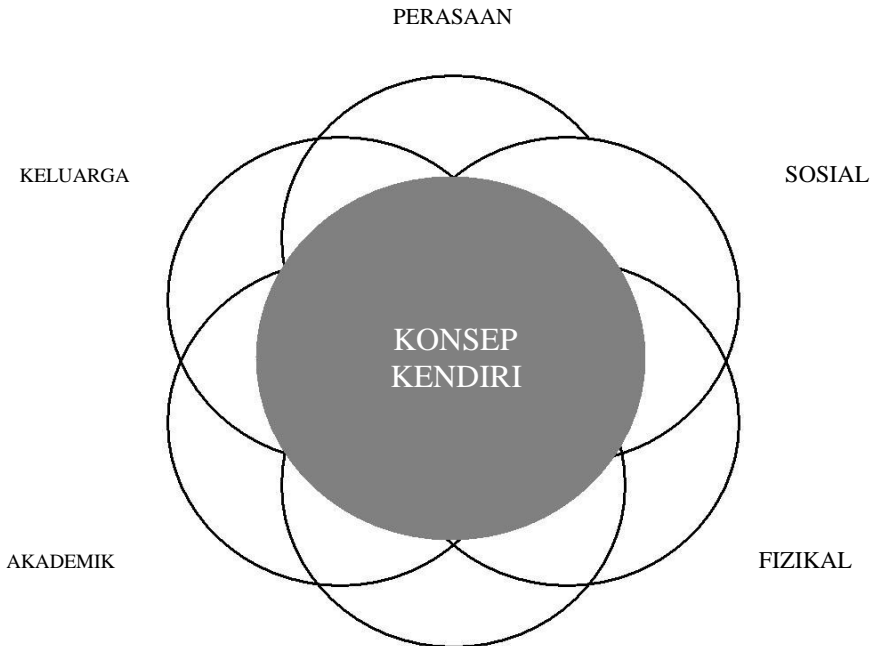 PERASAAN
KELUARGA
SOSIAL
KONSEP
KENDIRI
AKADEMIK
FIZIKAL